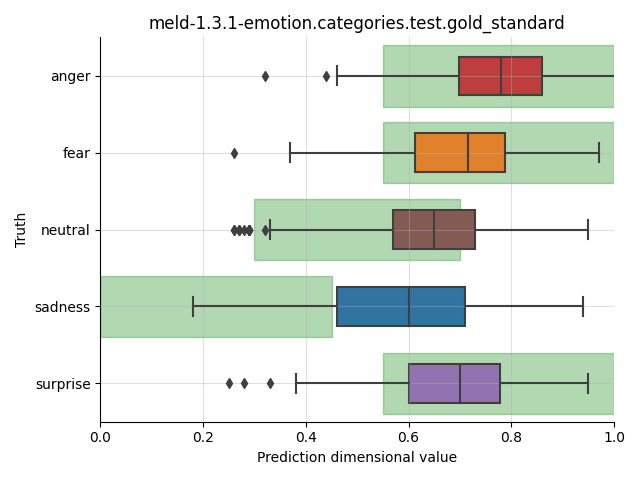 meld-1.3.1-emotion.categories.test.gold_standard
anger
fear
neutral
sadness
surprise
Truth
0.0 0.2 0.4 0.6 0.8 1.0
Prediction dimensional value